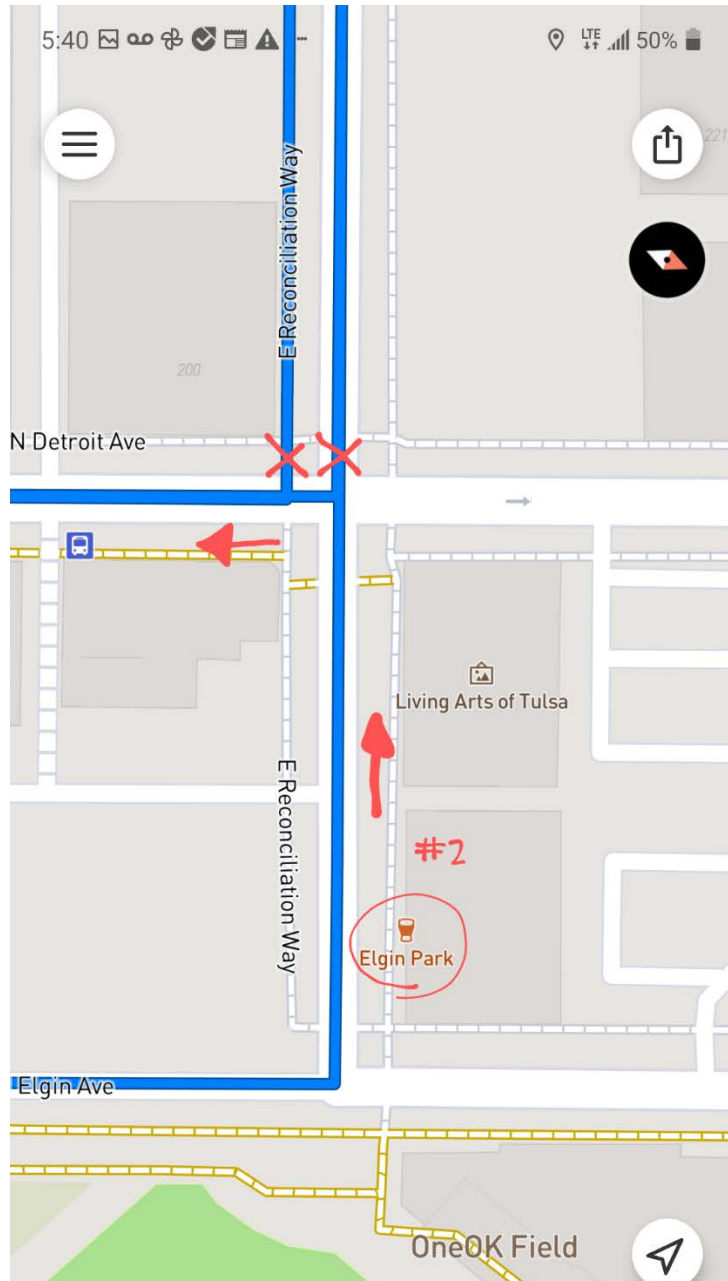 5:40
LTE
50%
221
E Reconciliation Way
200
N Detroit Ave
Living Arts of Tulsa
E Reconciliation Way
#2
Elgin Park
Elgin Ave
OneOK Field